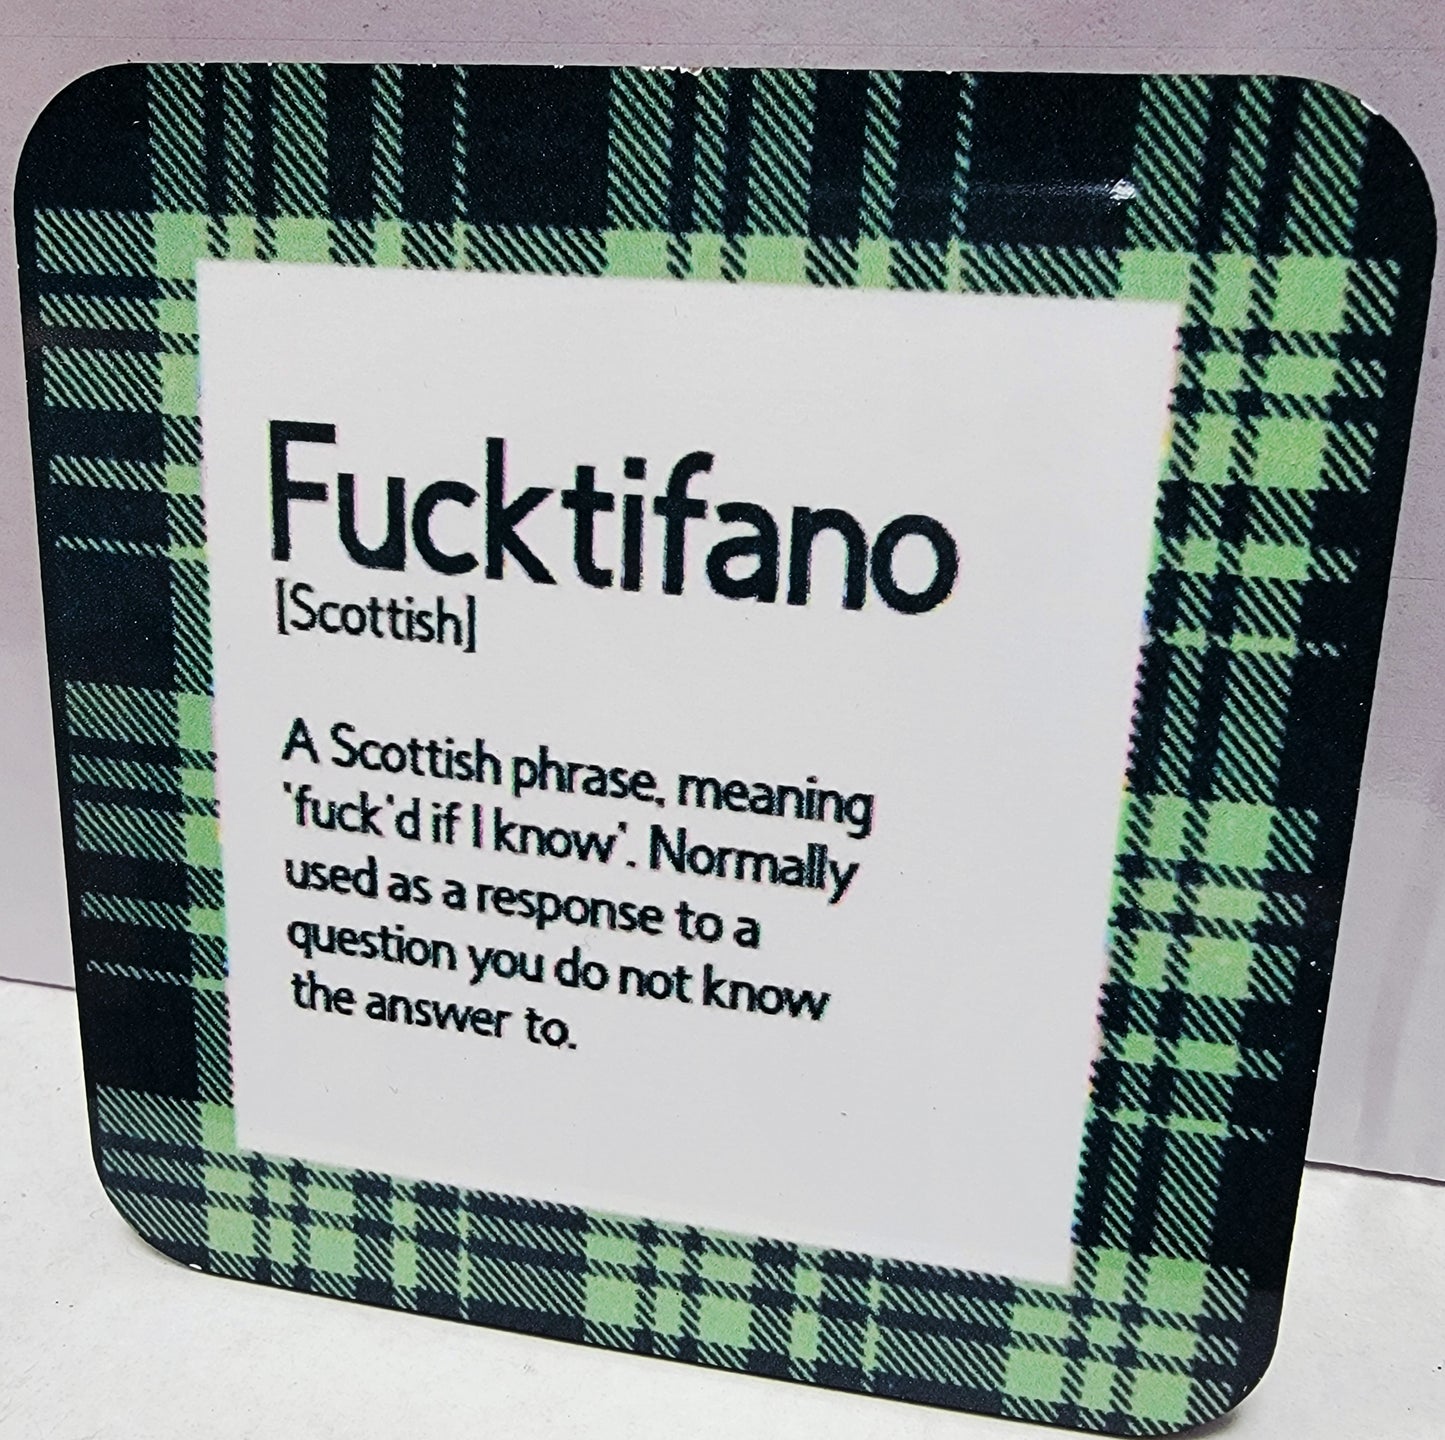 Fucktifano
[Scottish]
A Scottish phrase, meaning
'fuck'd if I know'. Normally
used as a response to a
question you do not know
the answer to.